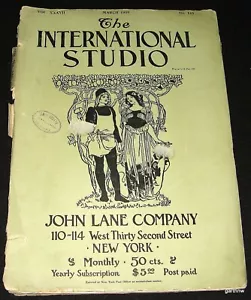 The
INTERNATIONAL
STUDIO
JOHN LANE COMPANY
110-114 West Thirty Second Street
· NEW YORK ·
Monthly · 50 cts.
Yearly Subscription $5.00 Post paid